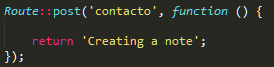 Route::post('contacto', function () {
return 'Creating a note';
});